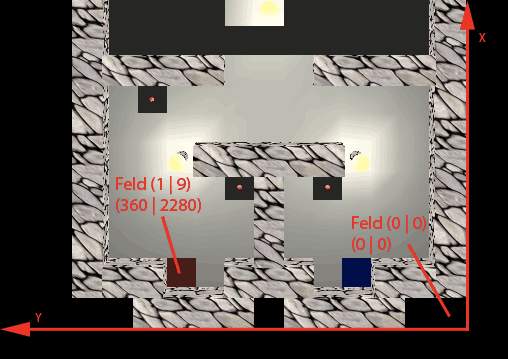 X
Feld (1 | 9)
(360 | 2280)
Feld (0 | 0)
(0 | 0)
Y